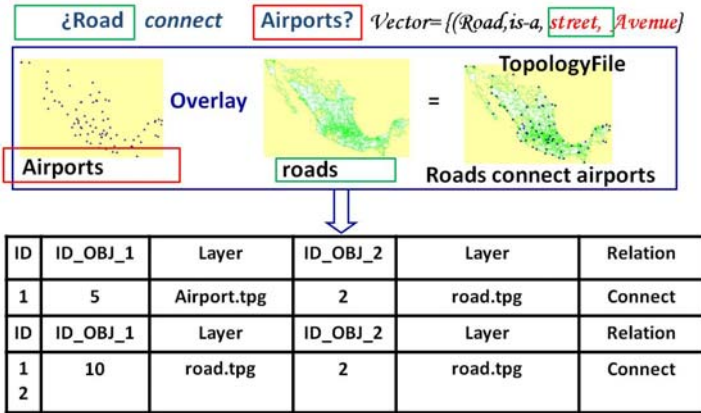 ¿Road connect Airports? Vector={(Road,is-a, street, Avenue}
TopologyFile
Overlay =
Airports roads Roads connect airports
ID ID_OBJ_1 Layer ID_OBJ_2 Layer Relation
1 5 Airport.tpg 2 road.tpg Connect
ID ID_OBJ_1 Layer ID_OBJ_2 Layer Relation
1 10 road.tpg 2 road.tpg Connect
2